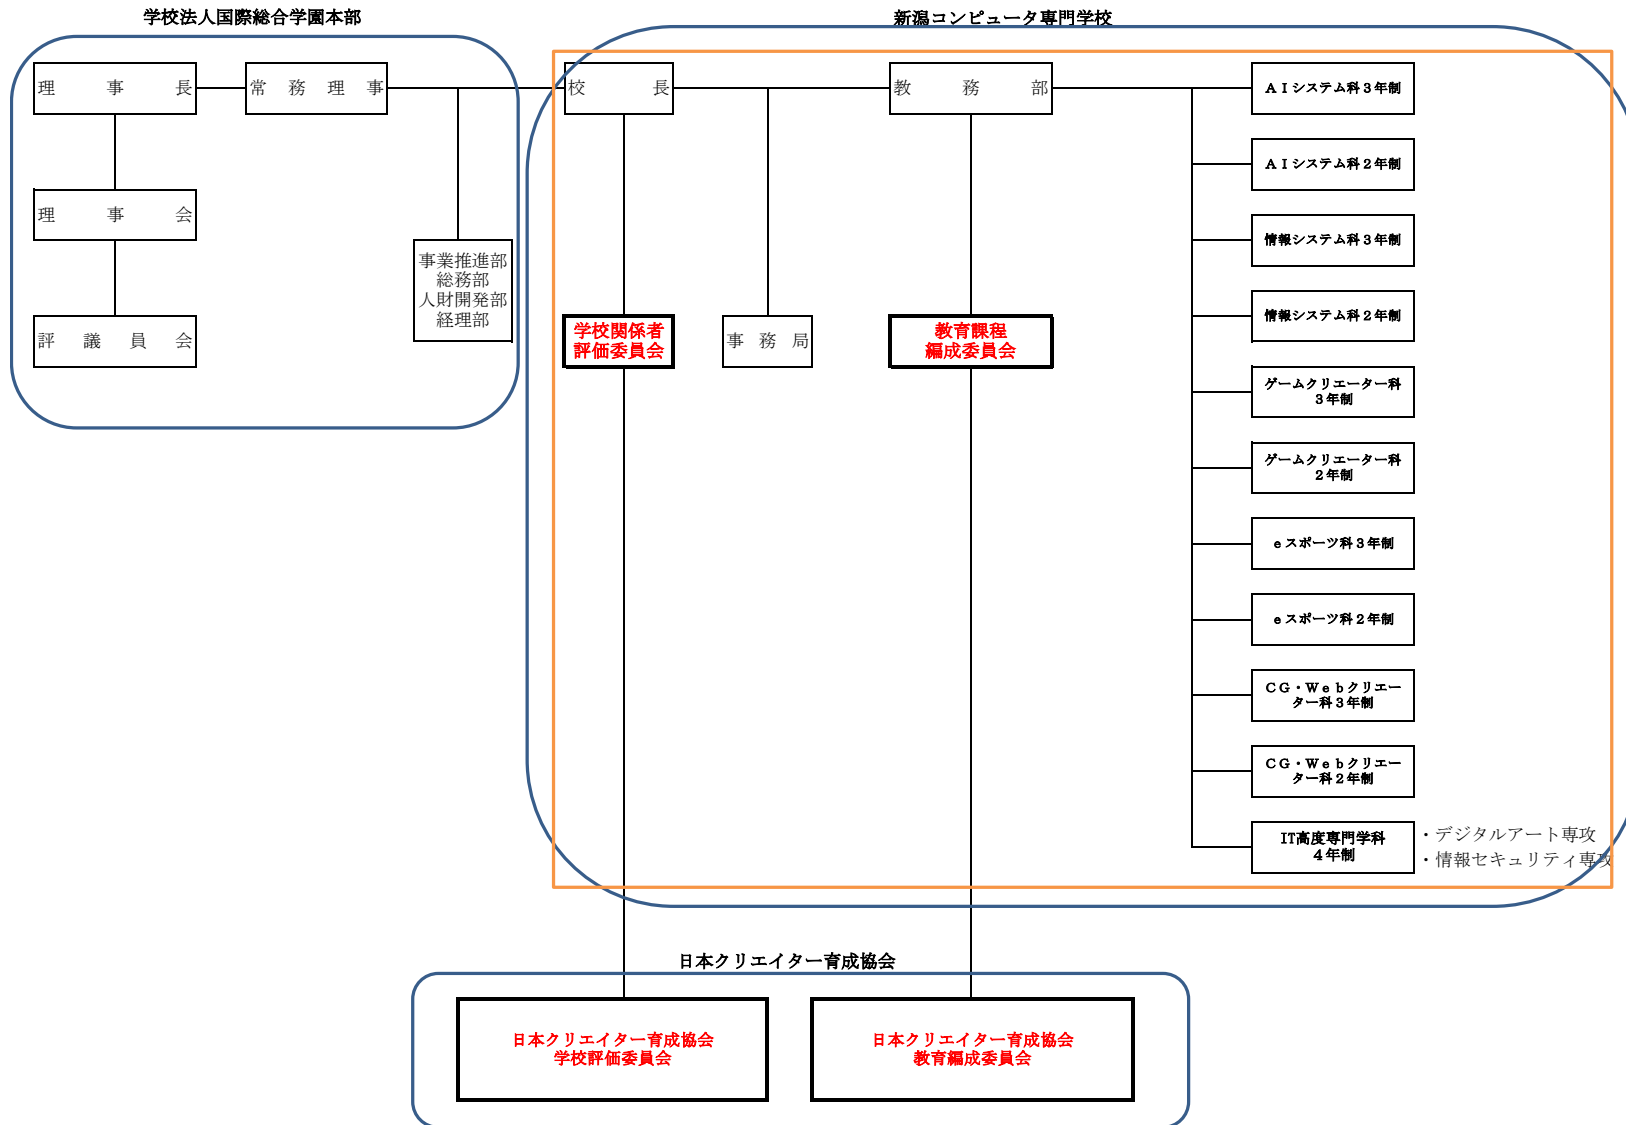 学校法人国際総合学園本部
新潟コンピュータ専門学校
理事長
常務理事
校長
教務部
ＡＩシステム科３年制
ＡＩシステム科２年制
理事会
情報システム科３年制
事業推進部
総務部
人財開発部
経理部
情報システム科２年制
評議員会
学校関係者
評価委員会
事務局
教育課程
編成委員会
ゲームクリエーター科
３年制
ゲームクリエーター科
２年制
ｅスポーツ科３年制
ｅスポーツ科２年制
ＣＧ・Ｗｅｂクリエー
ター科３年制
ＣＧ・Ｗｅｂクリエー
ター科２年制
IT高度専門学科
４年制
・デジタルアート専攻
・情報セキュリティ専攻
日本クリエイター育成協会
日本クリエイター育成協会
学校評価委員会
日本クリエイター育成協会
教育編成委員会